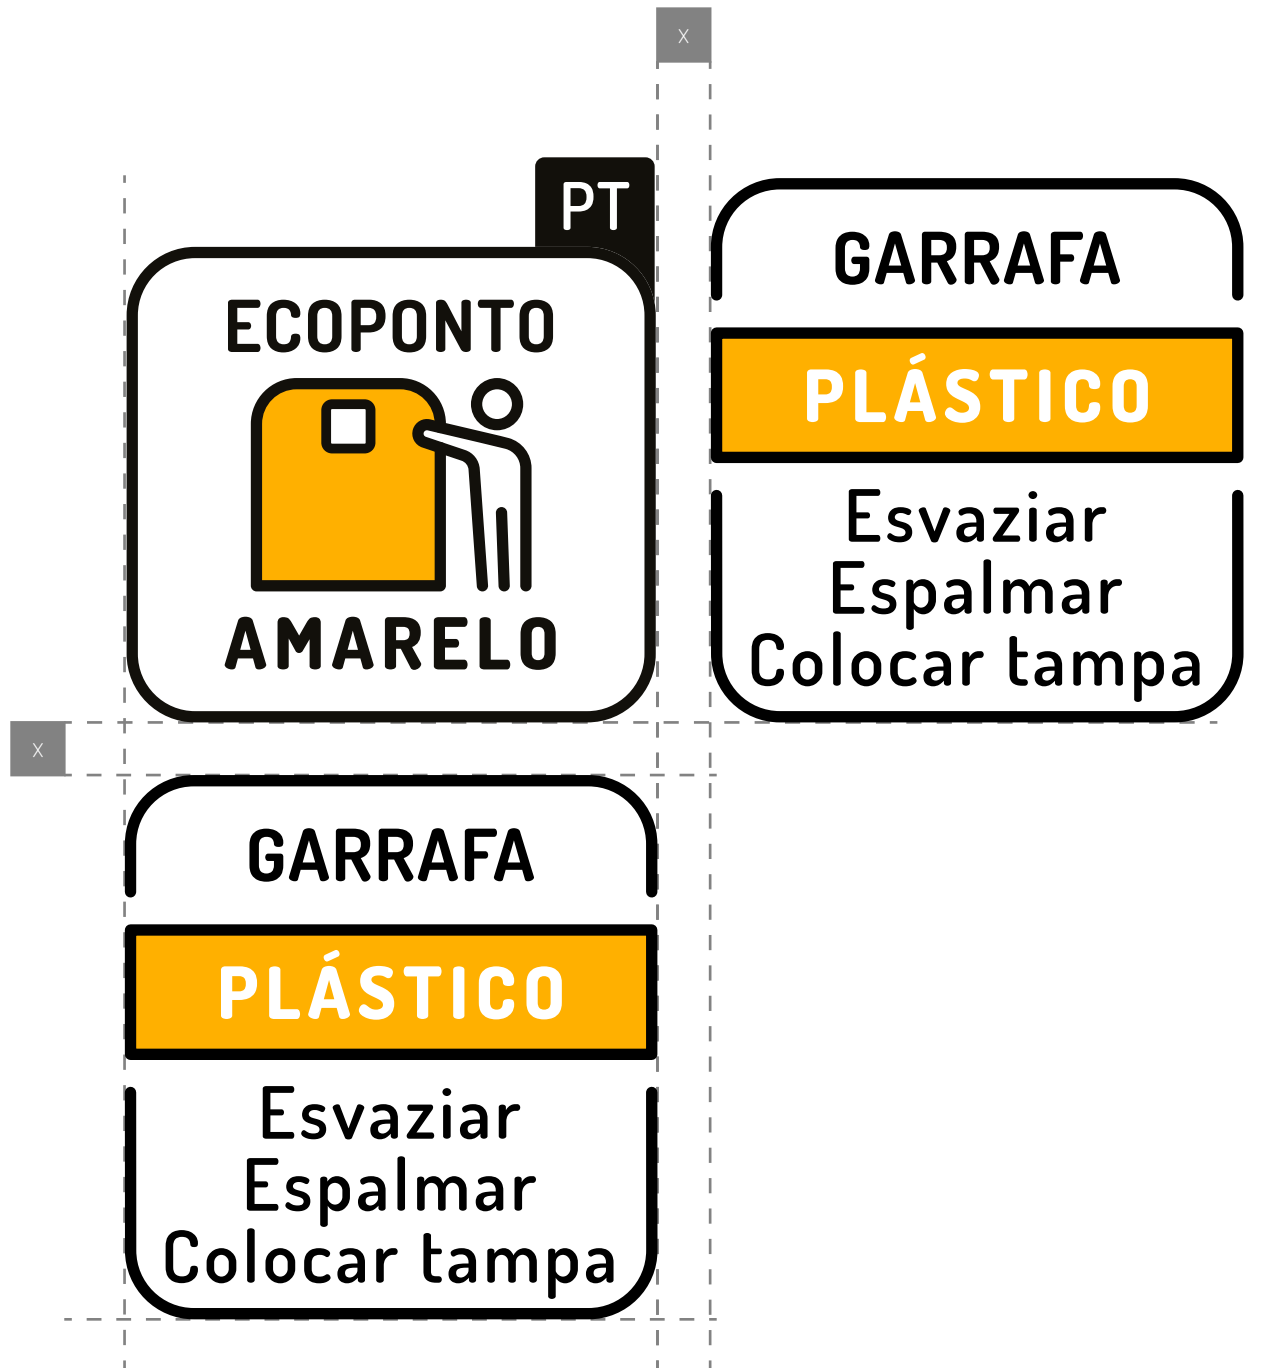 X
PT
ECOPONTO
AMARELO
GARRAFA
PLÁSTICO
Esvaziar
Espalmar
Colocar tampa
X
GARRAFA
PLÁSTICO
Esvaziar
Espalmar
Colocar tampa